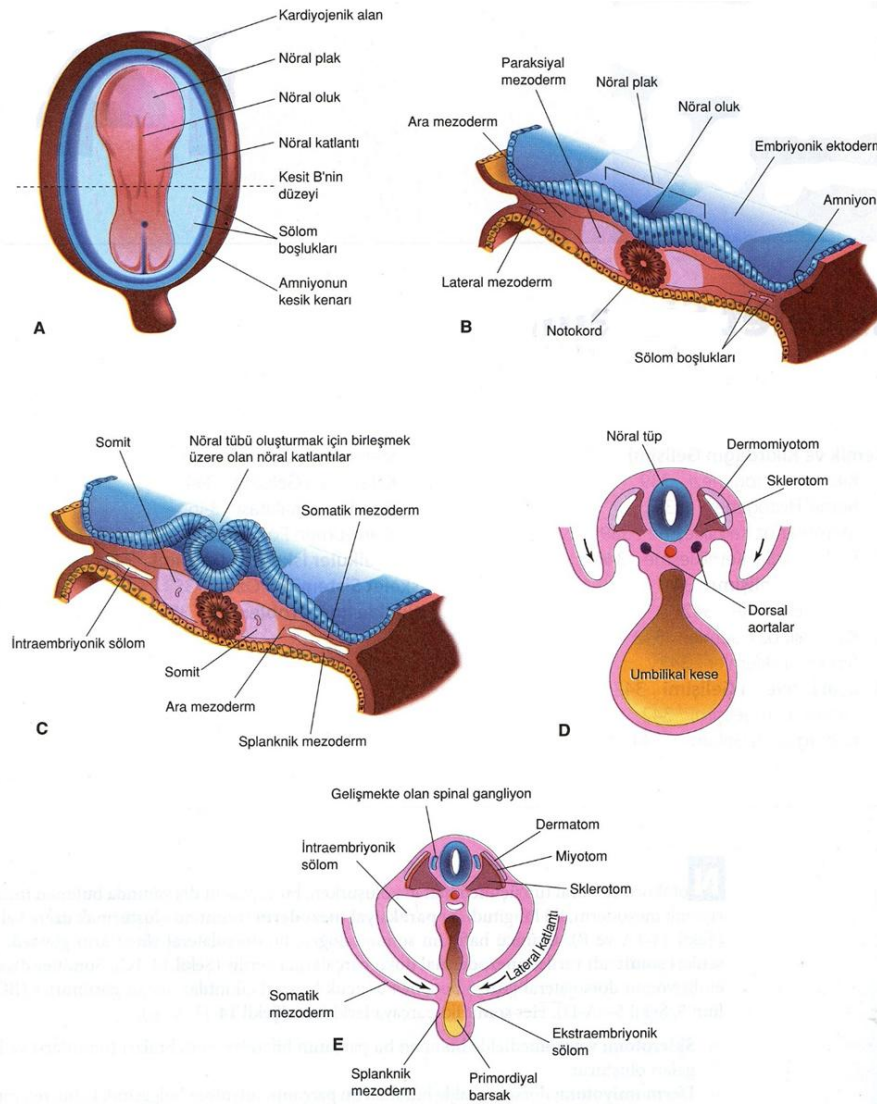 Kardiyojenik alan
Nöral plak
Nöral oluk
Nöral katlantı
Kesit B'nin
düzeyi
Sölom
boşlukları
Amniyonun
kesik kenarı
A
Paraksiyal
mezoderm
Nöral plak
Nöral oluk
Ara mezoderm
Embriyonik ektoderm
Amniyon
Lateral mezoderm
Notokord
Sölom boşlukları
B
Somit
Nöral tübü oluşturmak için birleşmek
üzere olan nöral katlantılar
Somatik mezoderm
İntraembriyonik sölom
Somit
Ara mezoderm
Splanknik mezoderm
C
Nöral tüp
Dermomiyotom
Sklerotom
Dorsal
aortalar
Umbilikal kese
D
Gelişmekte olan spinal gangliyon
İntraembriyonik
sölom
Dermatom
Miyotom
Sklerotom
Lateral katlantı
Somatik
mezoderm
Splanknik
mezoderm
Primordiyal
barsak
Ekstraembriyonik
sölom
E